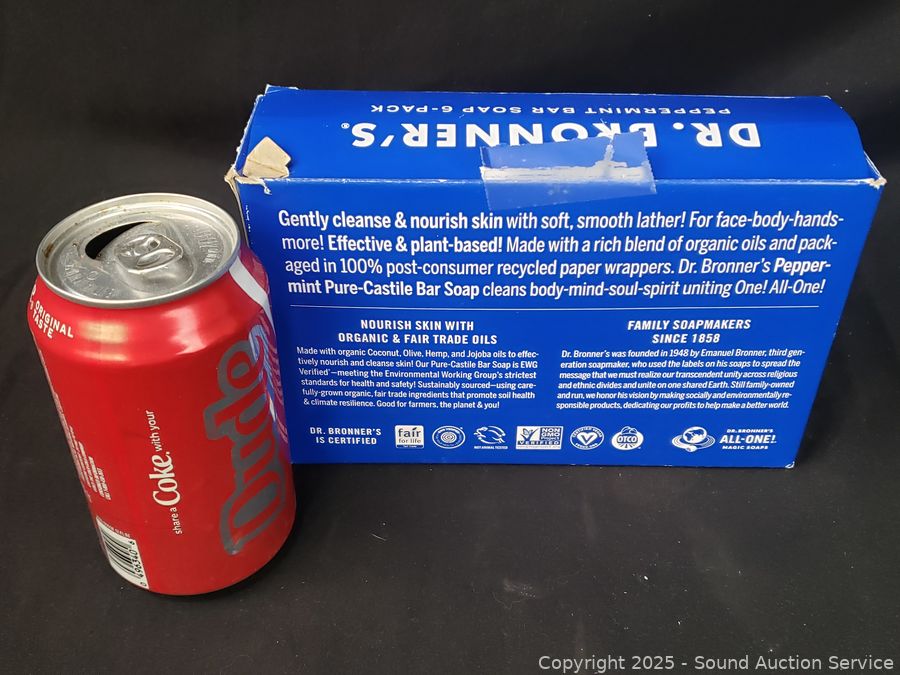 PEPPERMINT BAR SOAP 6-PACK
DR. BRONNER'S®
Gently cleanse & nourish skin with soft, smooth lather! For face-body-hands-
more! Effective & plant-based! Made with a rich blend of organic oils and pack-
aged in 100% post-consumer recycled paper wrappers. Dr. Bronner's Pepper-
mint Pure-Castile Bar Soap cleans body-mind-soul-spirit uniting One! All-One!
NOURISH SKIN WITH
ORGANIC & FAIR TRADE OILS
Made with organic Coconut, Olive, Hemp, and Jojoba oils to effec-
tively nourish and cleanse skin! Our Pure-Castile Bar Soap is EWG
Verified™—meeting the Environmental Working Group's strictest
standards for health and safety! Sustainably sourced—using care-
fully-grown organic, fair trade ingredients that promote soil health
& climate resilience. Good for farmers, the planet & you!
FAMILY SOAPMAKERS
SINCE 1858
Dr. Bronner's was founded in 1948 by Emanuel Bronner, third gen-
eration soapmaker, who used the labels on his soaps to spread the
message that we must realize our transcendent unity across religious
and ethnic divides and unite on one shared Earth. Still family-owned
and run, we honor his vision by making socially and environmentally re-
sponsible products, dedicating our profits to help make a better world.
DR. BRONNER'S
IS CERTIFIED
fair
for life
NON
GMO
VERIFIED
OTCO
DR. BRONNER'S
ALL-ONE!
MAGIC SOAPS
ORIGINAL
TASTE
share a Coke with your
Dude
0 496340 6
Copyright 2025 - Sound Auction Service